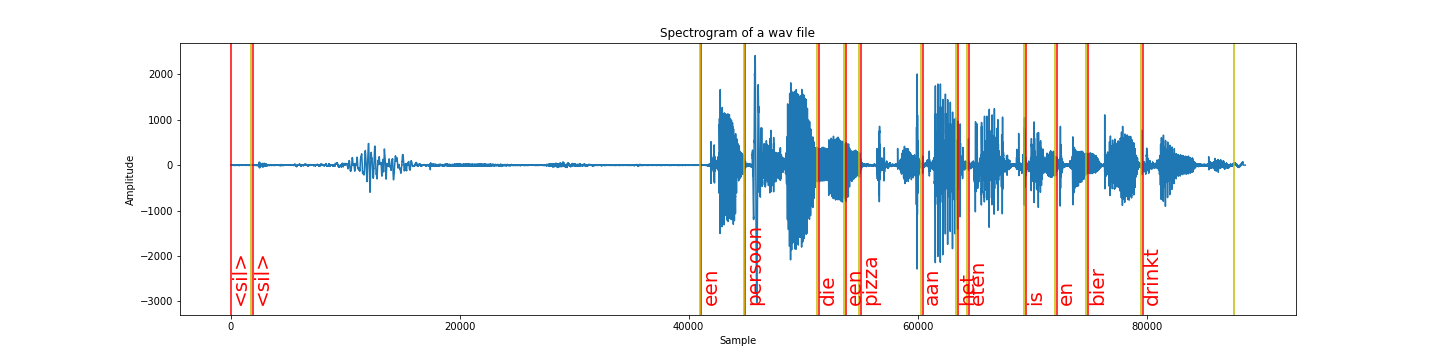 Spectrogram of a wav file
Amplitude
2000
1000
0
−1000
−2000
−3000
<sil>
<sil>
een
persoon
die
een
pizza
aan
het
eten
is
en
bier
drinkt
0
20000
40000
60000
80000
Sample